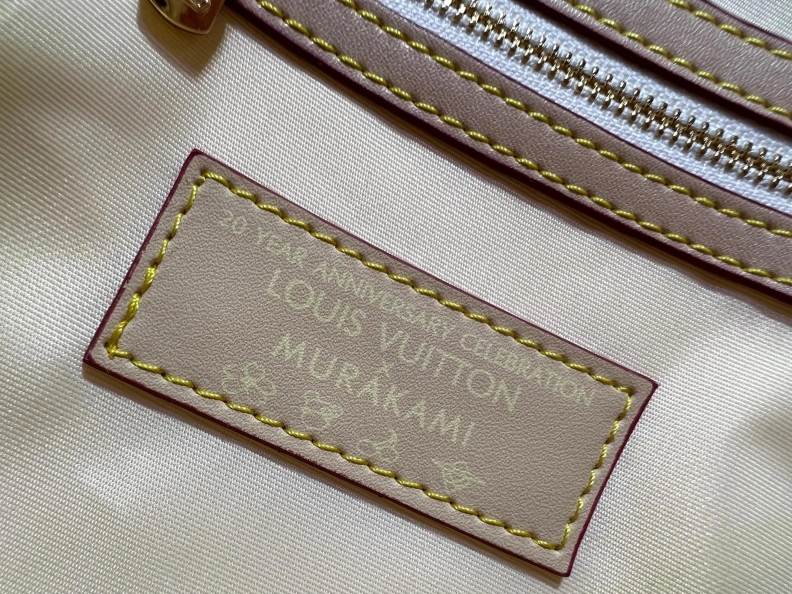 20 YEAR ANNIVERSARY CELEBRATION
LOUIS VUITTON
x
MURAKAMI